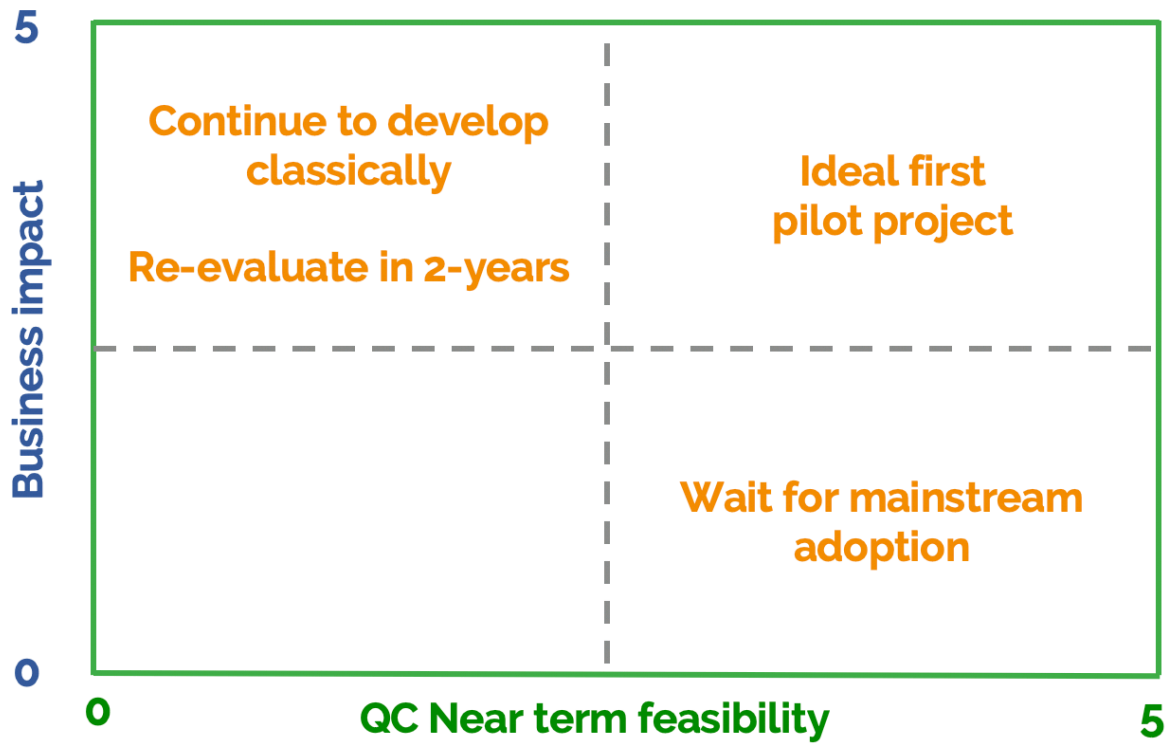 5
Continue to develop
classically
Re-evaluate in 2-years
Ideal first
pilot project
Business impact
Wait for mainstream
adoption
0
0
QC Near term feasibility
5